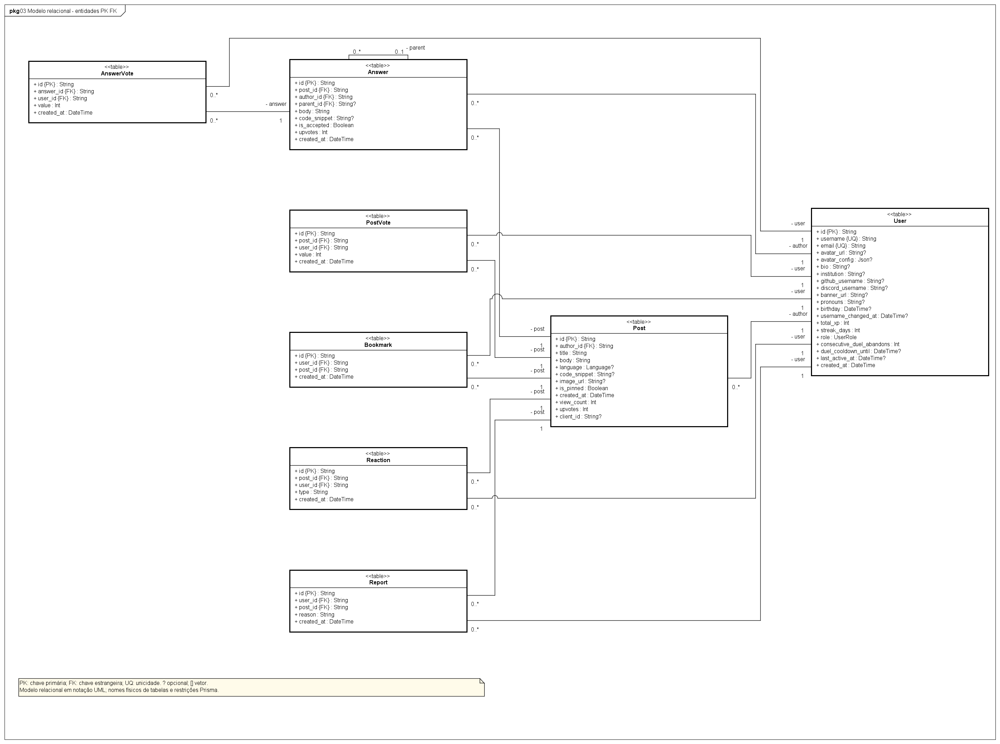 pkg 03 Modelo relacional - entidades PK FK
- parent
0..*
0..1
<<table>>
AnswerVote
+ id {PK} : String
+ answer_id {FK} : String
+ user_id {FK} : String
+ value : Int
+ created_at : DateTime
0..*
- answer
0..*
1
<<table>>
Answer
+ id {PK} : String
+ post_id {FK} : String
+ author_id {FK} : String
+ parent_id {FK} : String?
+ body : String
+ code_snippet : String?
+ is_accepted : Boolean
+ upvotes : Int
+ created_at : DateTime
0..*
0..*
<<table>>
PostVote
+ id {PK} : String
+ post_id {FK} : String
+ user_id {FK} : String
+ value : Int
+ created_at : DateTime
0..*
0..*
<<table>>
Bookmark
+ id {PK} : String
+ user_id {FK} : String
+ post_id {FK} : String
+ created_at : DateTime
0..*
0..*
<<table>>
Reaction
+ id {PK} : String
+ post_id {FK} : String
+ user_id {FK} : String
+ type : String
+ created_at : DateTime
0..*
0..*
<<table>>
Report
+ id {PK} : String
+ user_id {FK} : String
+ post_id {FK} : String
+ reason : String
+ created_at : DateTime
0..*
0..*
- post
1
- post
1
- post
1
- post
1
- post
1
<<table>>
Post
+ id {PK} : String
+ author_id {FK} : String
+ title : String
+ body : String
+ language : Language?
+ code_snippet : String?
+ image_url : String?
+ is_pinned : Boolean
+ created_at : DateTime
+ view_count : Int
+ upvotes : Int
+ client_id : String?
0..*
- user
1
- author
1
- user
1
- user
1
- author
1
- user
1
- user
1
<<table>>
User
+ id {PK} : String
+ username {UQ} : String
+ email {UQ} : String
+ avatar_url : String?
+ avatar_config : Json?
+ bio : String?
+ institution : String?
+ github_username : String?
+ discord_username : String?
+ banner_url : String?
+ pronouns : String?
+ birthday : DateTime?
+ username_changed_at : DateTime?
+ total_xp : Int
+ streak_days : Int
+ role : UserRole
+ consecutive_duel_abandons : Int
+ duel_cooldown_until : DateTime?
+ last_active_at : DateTime?
+ created_at : DateTime
PK: chave primária; FK: chave estrangeira; UQ: unicidade. ? opcional; [] vetor.
Modelo relacional em notação UML; nomes físicos de tabelas e restrições Prisma.